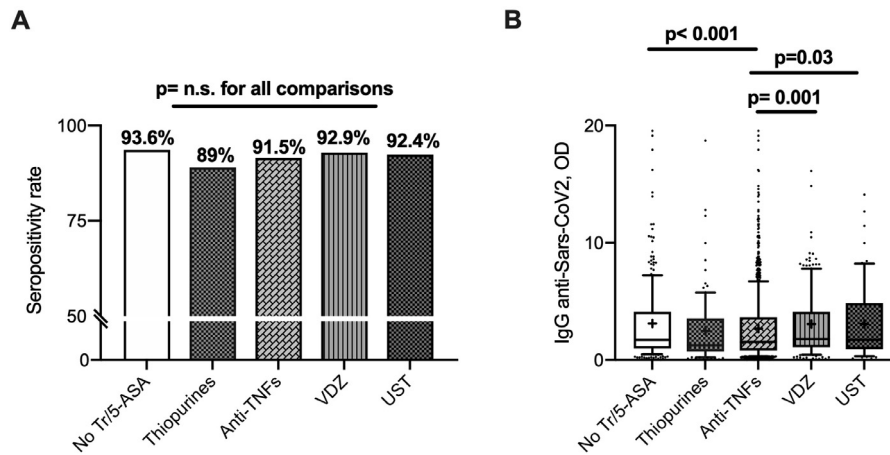 A
p= n.s. for all comparisons
100
93.6%
89%
91.5%
92.9%
92.4%
75
50
0
Seropositivity rate
No Tr/5-ASA
Thiopurines
Anti-TNFs
VDZ
UST
B
p< 0.001
p=0.03
p= 0.001
20
10
0
IgG anti-Sars-CoV2, OD
No Tr/5-ASA
Thiopurines
Anti-TNFs
VDZ
UST